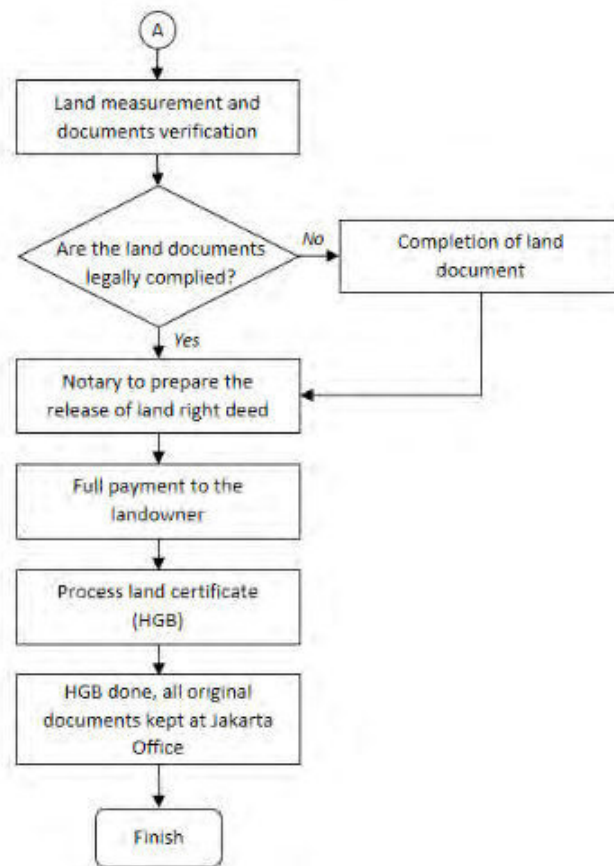 A
Land measurement and
documents verification
Are the land documents
legally complied?
No
Completion of land
document
Yes
Notary to prepare the
release of land right deed
Full payment to the
landowner
Process land certificate
(HGB)
HGB done, all original
documents kept at Jakarta
Office
Finish